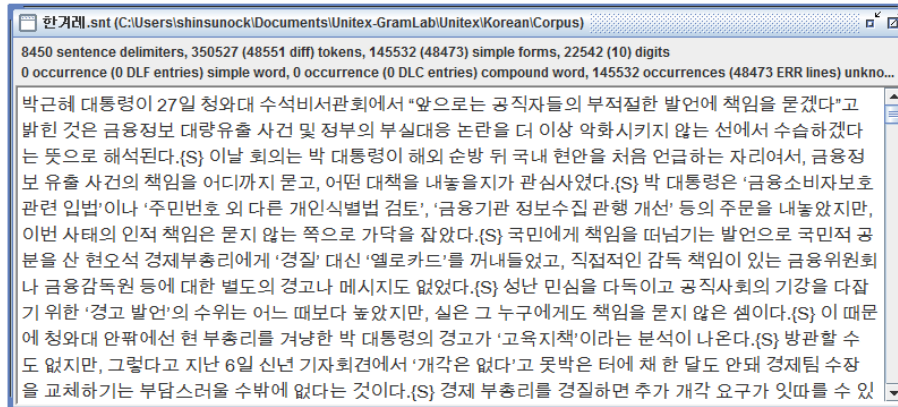 한겨레.snt (C:\Users\shinsunock\Documents\Unitex-GramLab\Unitex\Korean\Corpus)
8450 sentence delimiters, 350527 (48551 diff) tokens, 145532 (48473) simple forms, 22542 (10) digits
0 occurrence (0 DLF entries) simple word, 0 occurrence (0 DLC entries) compound word, 145532 occurrences (48473 ERR lines) unkno...
박근혜 대통령이 27일 청와대 수석비서관회에서 “앞으로는 공직자들의 부적절한 발언에 책임을 묻겠다”고
밝힌 것은 금융정보 대량유출 사건 및 정부의 부실대응 논란을 더 이상 악화시키지 않는 선에서 수습하겠다
는 뜻으로 해석된다.{S} 이날 회의는 박 대통령이 해외 순방 뒤 국내 현안을 처음 언급하는 자리여서, 금융정
보 유출 사건의 책임을 어디까지 묻고, 어떤 대책을 내놓을지가 관심사였다.{S} 박 대통령은 ‘금융소비자보호
관련 입법’이나 ‘주민번호 외 다른 개인식별법 검토’, ‘금융기관 정보수집 관행 개선’ 등의 주문을 내놓았지만,
이번 사태의 인적 책임은 묻지 않는 쪽으로 가닥을 잡았다.{S} 국민에게 책임을 떠넘기는 발언으로 국민적 공
분을 산 현오석 경제부총리에게 ‘경질’ 대신 ‘옐로카드’를 꺼내들었고, 직접적인 감독 책임이 있는 금융위원회
나 금융감독원 등에 대한 별도의 경고나 메시지도 없었다.{S} 성난 민심을 다독이고 공직사회의 기강을 다잡
기 위한 ‘경고 발언’의 수위는 어느 때보다 높았지만, 실은 그 누구에게도 책임을 묻지 않은 셈이다.{S} 이 때문
에 청와대 안팎에선 현 부총리를 겨냥한 박 대통령의 경고가 ‘고육지책’이라는 분석이 나온다.{S} 방관할 수
도 없지만, 그렇다고 지난 6일 신년 기자회견에서 ‘개각은 없다’고 못박은 터에 채 한 달도 안돼 경제팀 수장
을 교체하기는 부담스러울 수밖에 없다는 것이다.{S} 경제 부총리를 경질하면 추가 개각 요구가 잇따를 수 있